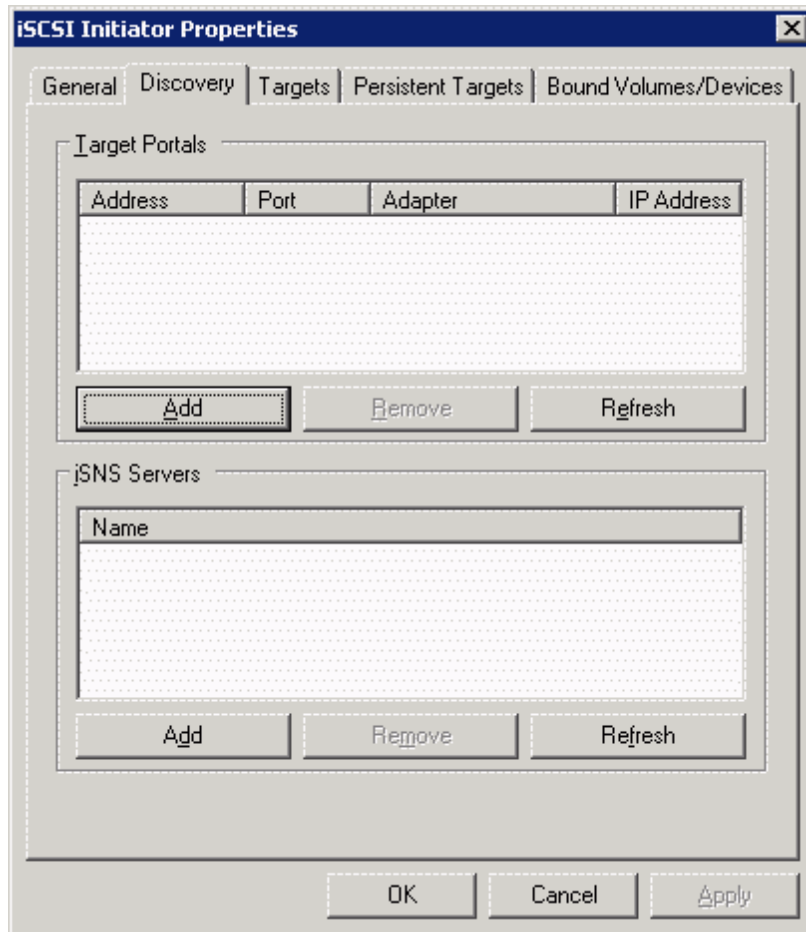 iSCSI Initiator Properties
General Discovery Targets Persistent Targets Bound Volumes/Devices
Target Portals
Address Port Adapter IP Address
Add Remove Refresh
iSNS Servers
Name
Add Remove Refresh
OK Cancel Apply